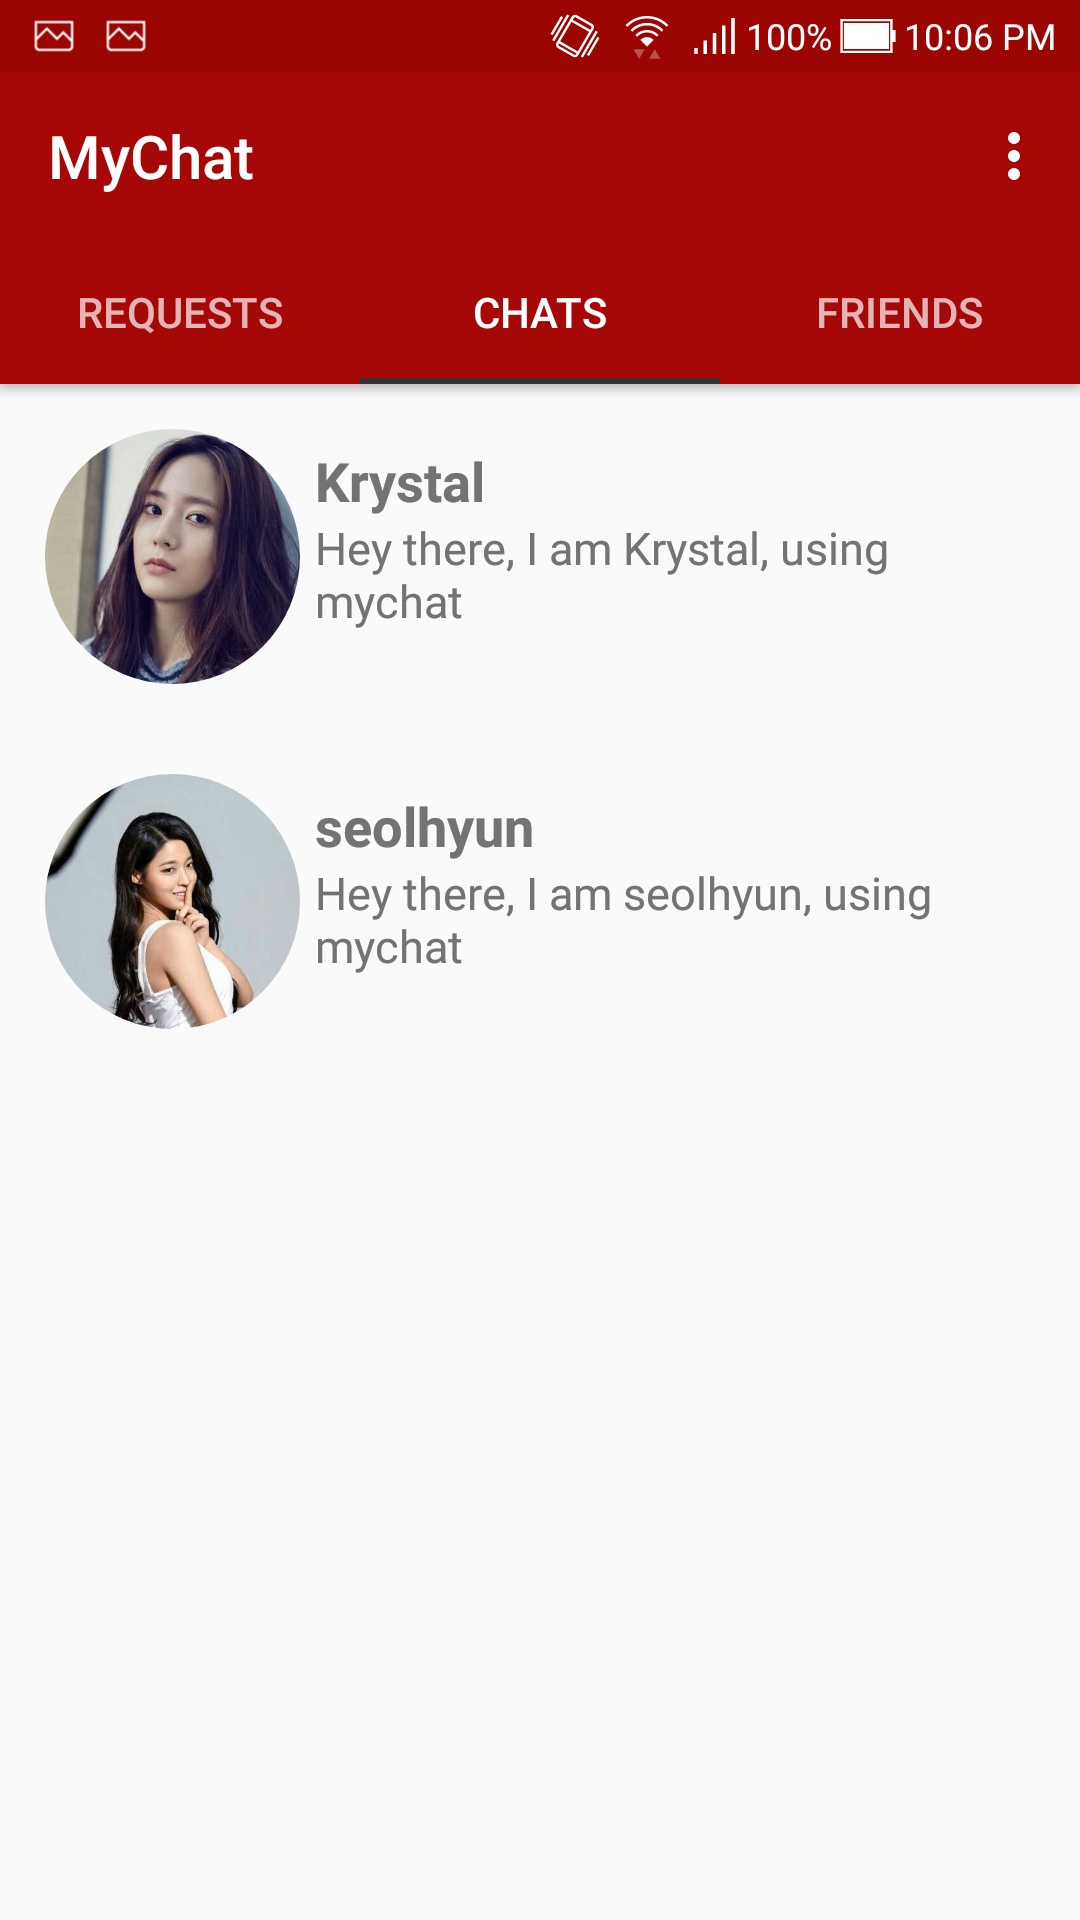 100% 10:06 PM
MyChat
REQUESTS CHATS FRIENDS
Krystal
Hey there, I am Krystal, using
mychat
seolhyun
Hey there, I am seolhyun, using
mychat